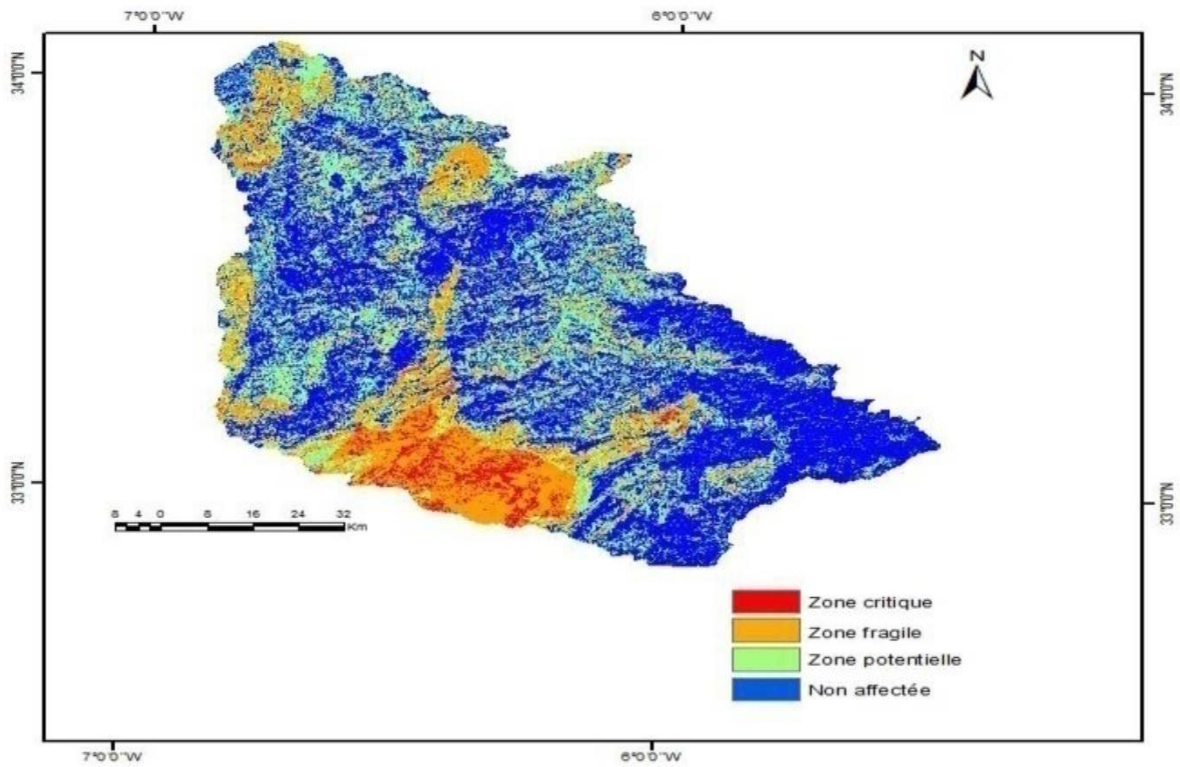 7°0'0"W 6°0'0"W
34°0'0"N
34°0'0"N
N
33°0'0"N
33°0'0"N
8 4 0 8 16 24 32
Km
Zone critique
Zone fragile
Zone potentielle
Non affectée
7°0'0"W 6°0'0"W